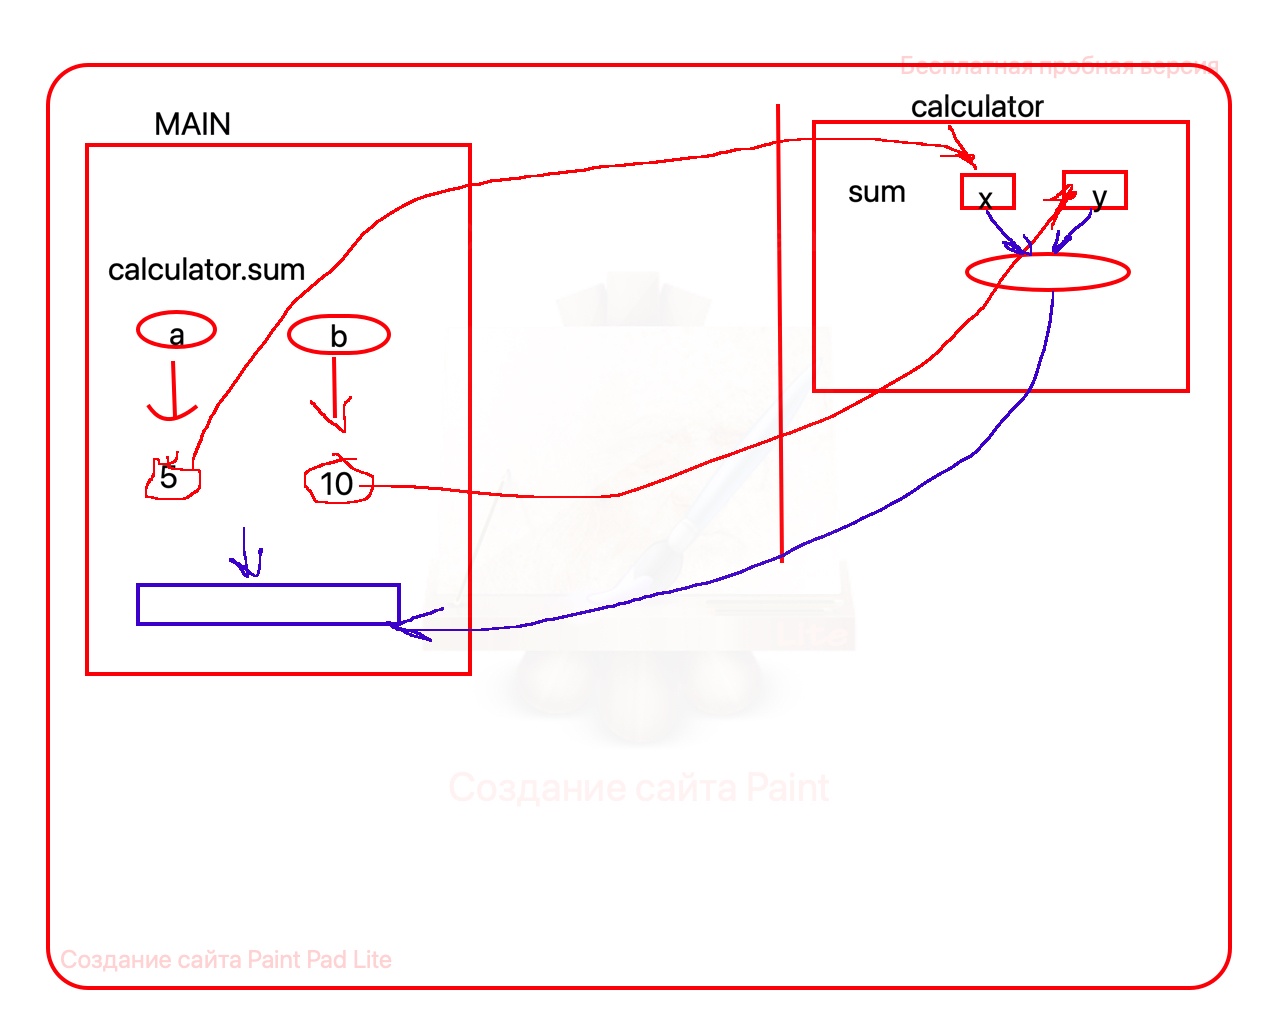 Бесплатная пробная версия
calculator
MAIN
sum
x
y
calculator.sum
a
b
5
10
Lite
Создание сайта Paint
Создание сайта Paint Pad Lite